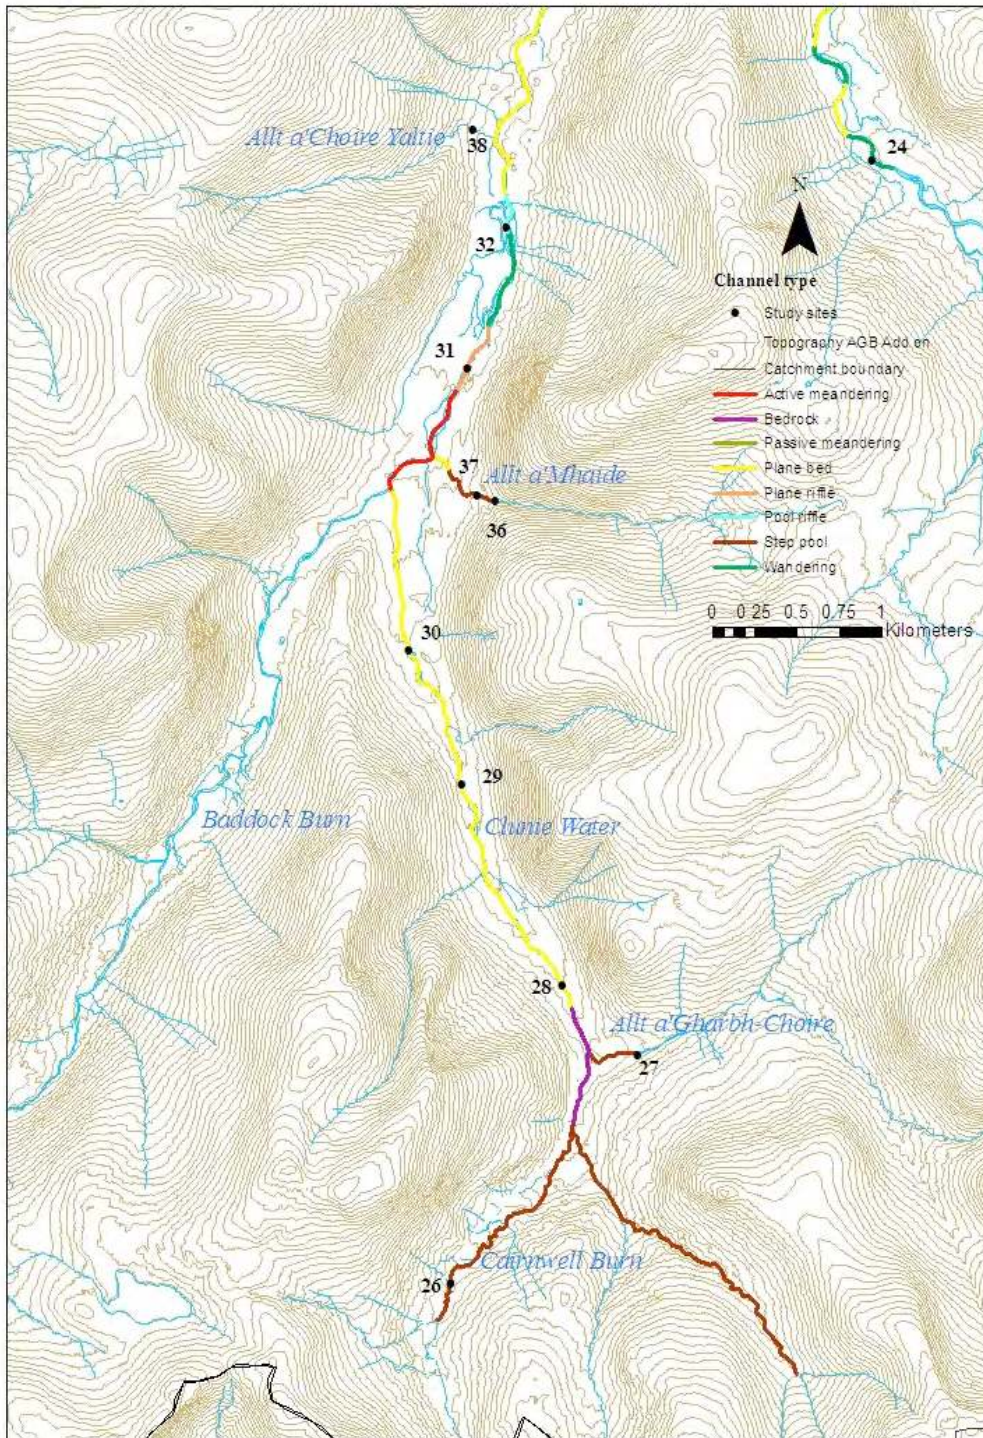 Allt a'Choire Yaltie
38
24
N
32
Channel type
Study sites
Topography AGB Add en
31
Catchment boundary
Active meandering
Bedrock
Passive meandering
37
Plane bed
Allt a'Mhaide
Plane riffle
Pool riffle
36
Step pool
Wandering
0 0 25 0.5 0.75 1
Kilometers
30
29
Baddock Burn
Clunie Water
28
Allt a'Gharbh-Choire
27
Cairnwell Burn
26